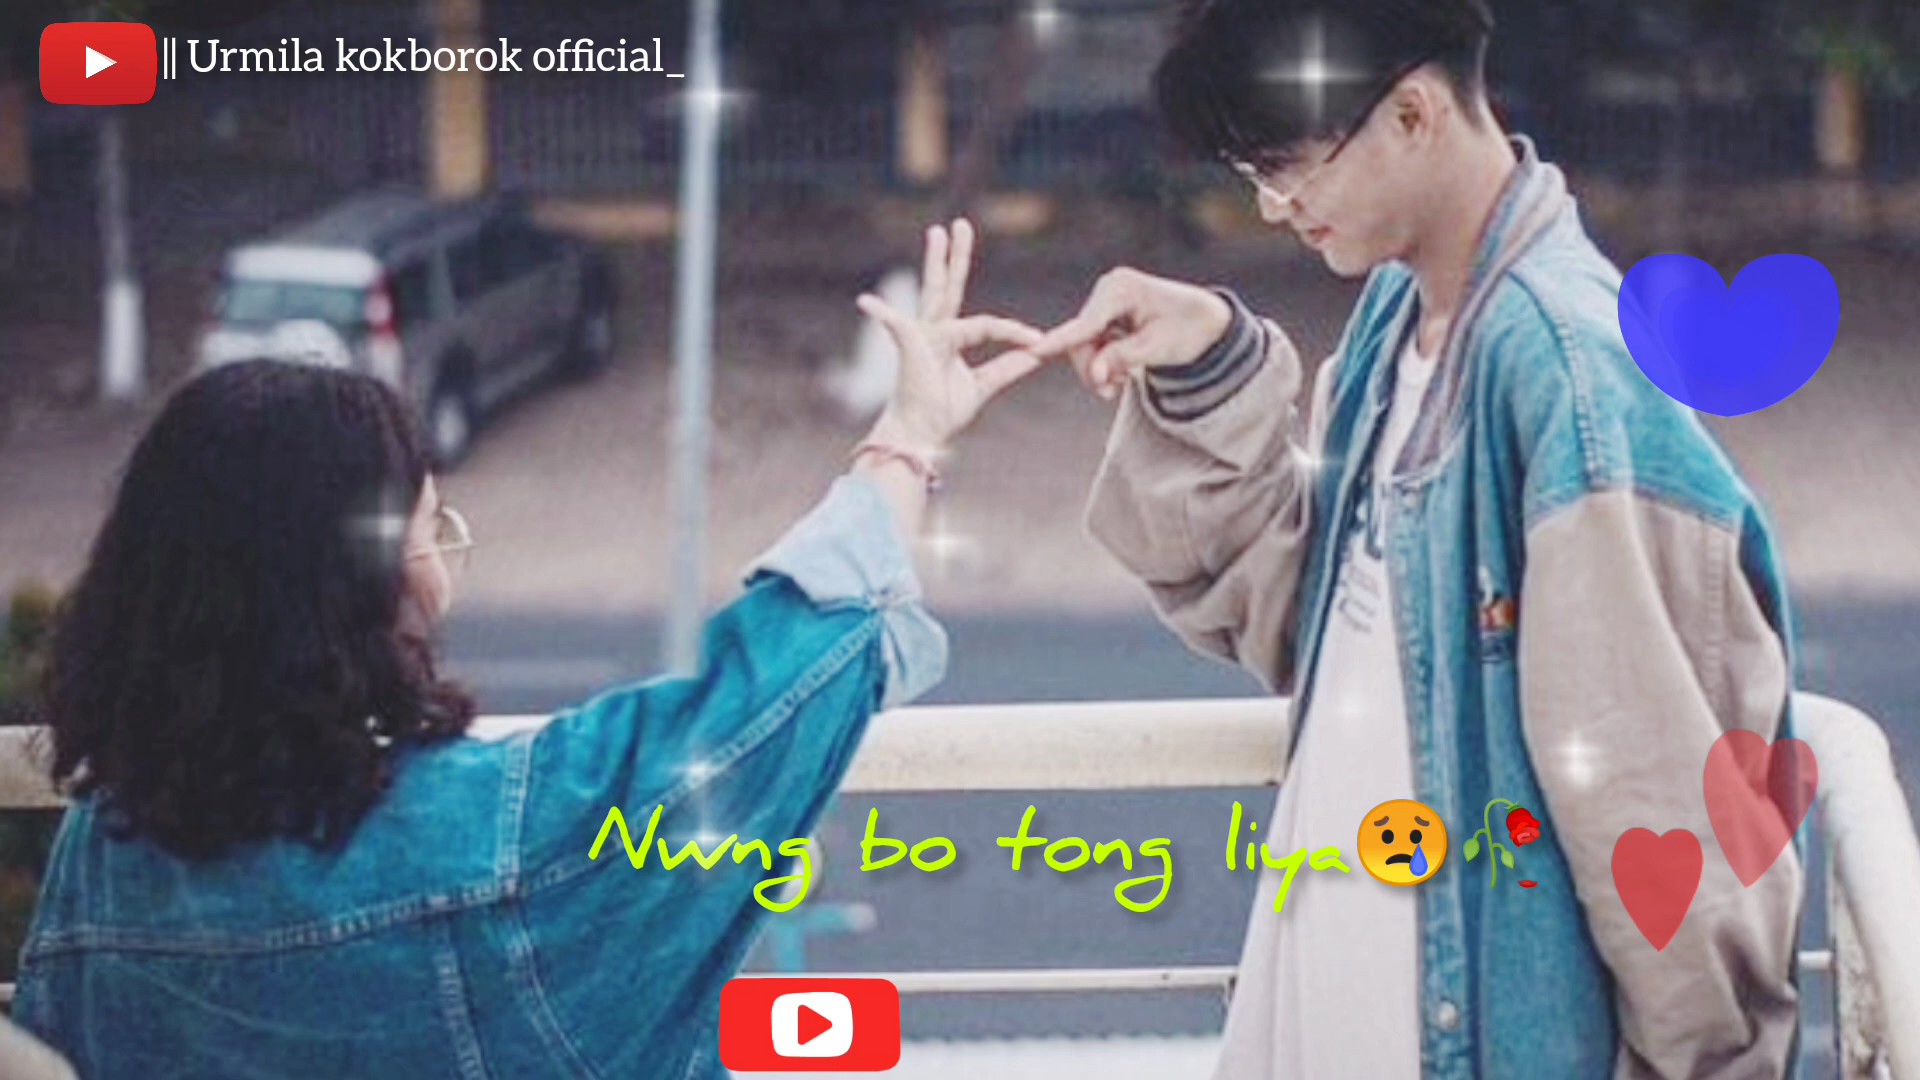 || Urmila kokborok official_
Nwng bo tong liya😢🥀